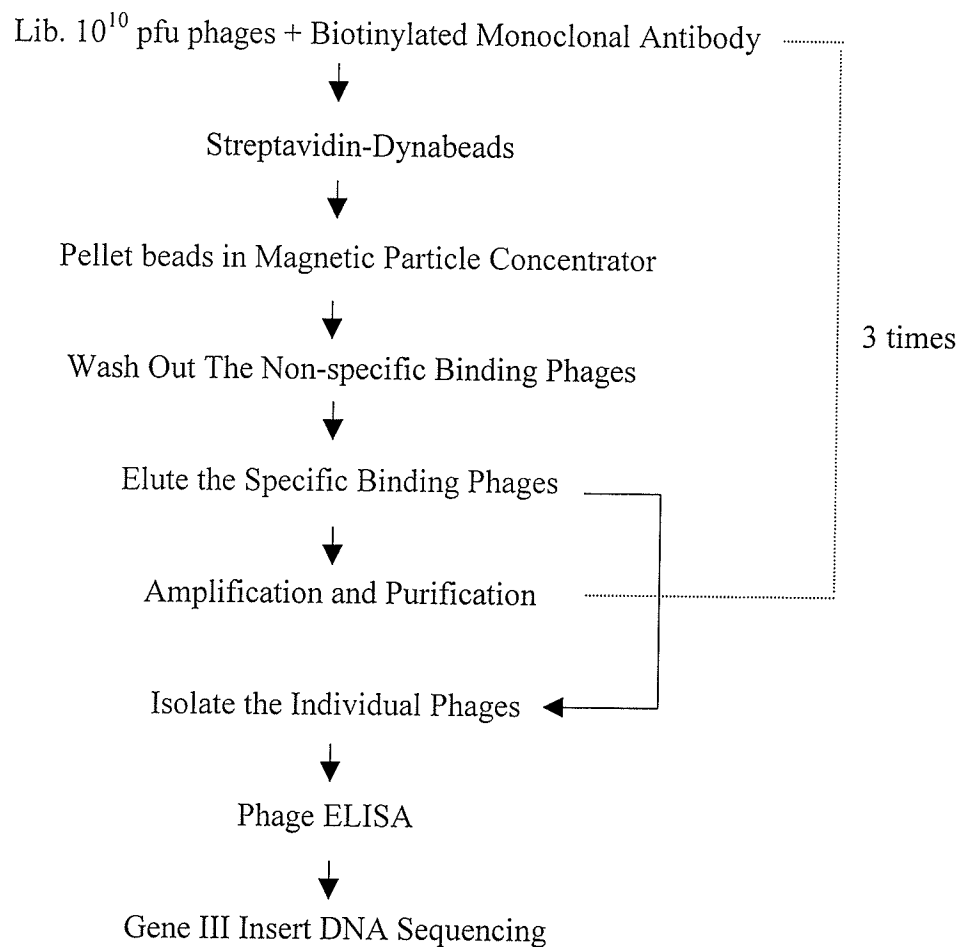 Lib. 10¹⁰ pfu phages + Biotinylated Monoclonal Antibody
Streptavidin-Dynabeads
Pellet beads in Magnetic Particle Concentrator
3 times
Wash Out The Non-specific Binding Phages
Elute the Specific Binding Phages
Amplification and Purification
Isolate the Individual Phages
Phage ELISA
Gene III Insert DNA Sequencing